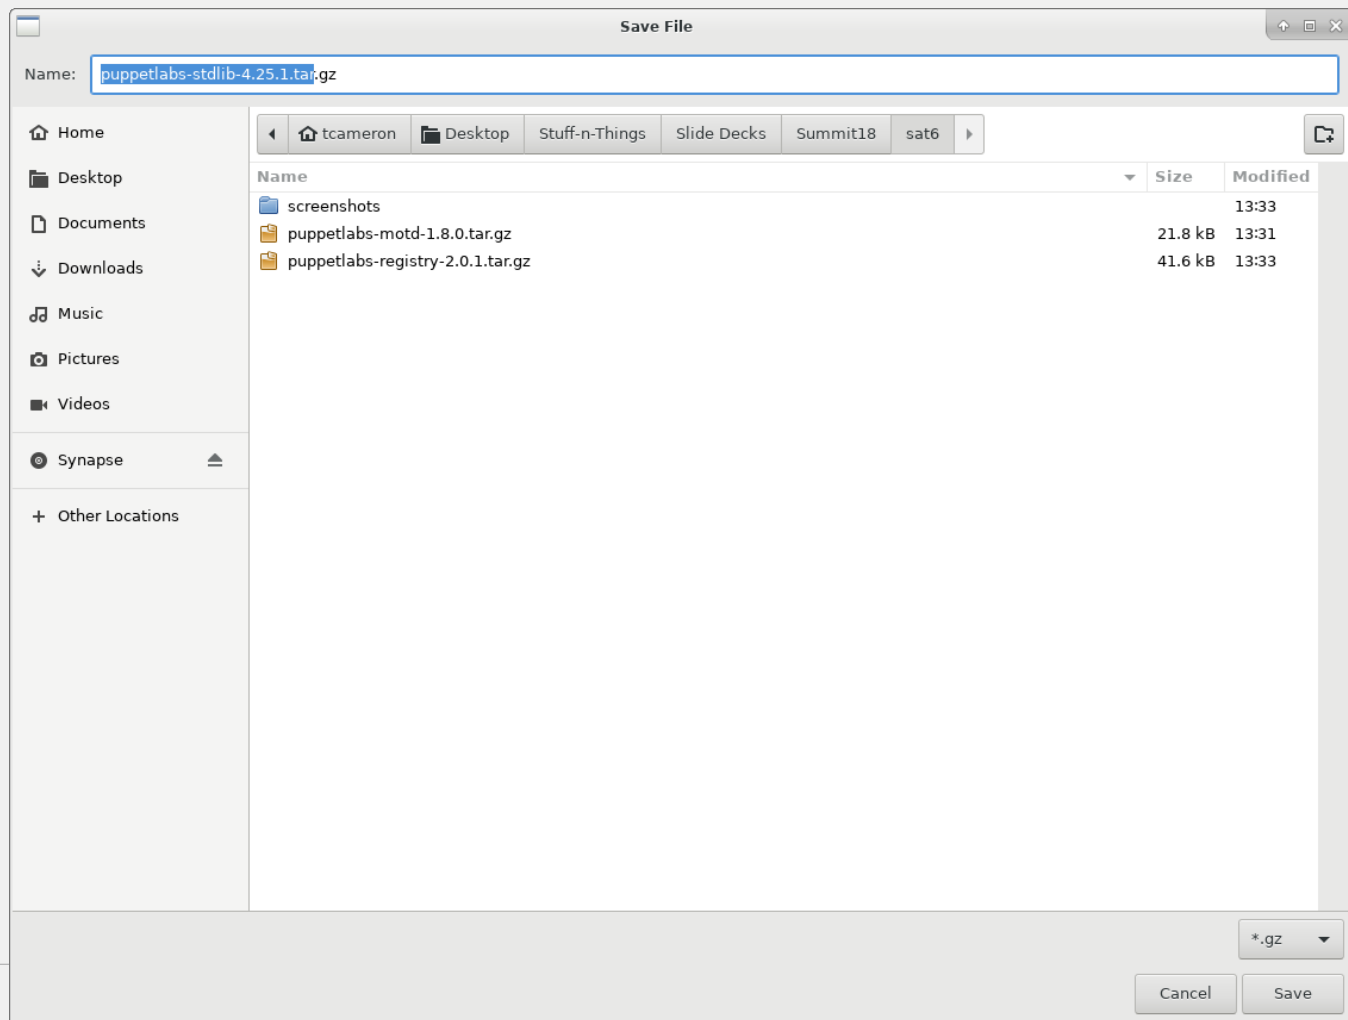 Save File
Name: puppetlabs-stdlib-4.25.1.tar.gz
Home
Desktop
Documents
Downloads
Music
Pictures
Videos
Synapse
Other Locations
tcameron Desktop Stuff-n-Things Slide Decks Summit18 sat6
Name Size Modified
screenshots 13:33
puppetlabs-motd-1.8.0.tar.gz 21.8 kB 13:31
puppetlabs-registry-2.0.1.tar.gz 41.6 kB 13:33
*.gz
Cancel Save